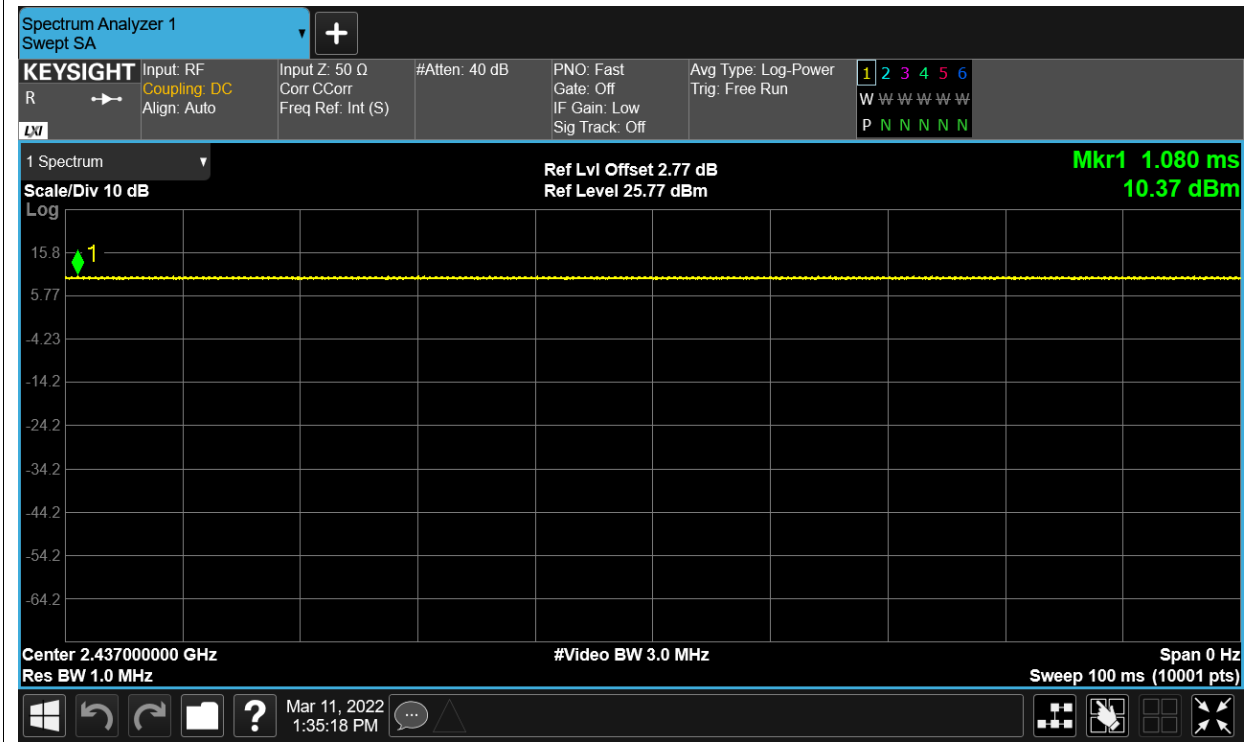 Spectrum Analyzer 1
Swept SA
KEYSIGHT
R
LXI
Input: RF
Coupling: DC
Align: Auto
Input Z: 50 Ω
Corr CCorr
Freq Ref: Int (S)
#Atten: 40 dB
PNO: Fast
Gate: Off
IF Gain: Low
Sig Track: Off
Avg Type: Log-Power
Trig: Free Run
1 2 3 4 5 6
W W W W W W
P N N N N N
1 Spectrum
Scale/Div 10 dB
Log
Ref Lvl Offset 2.77 dB
Ref Level 25.77 dBm
Mkr1 1.080 ms
10.37 dBm
15.8
1
5.77
-4.23
-14.2
-24.2
-34.2
-44.2
-54.2
-64.2
Center 2.437000000 GHz
Res BW 1.0 MHz
#Video BW 3.0 MHz
Span 0 Hz
Sweep 100 ms (10001 pts)
?
Mar 11, 2022
1:35:18 PM